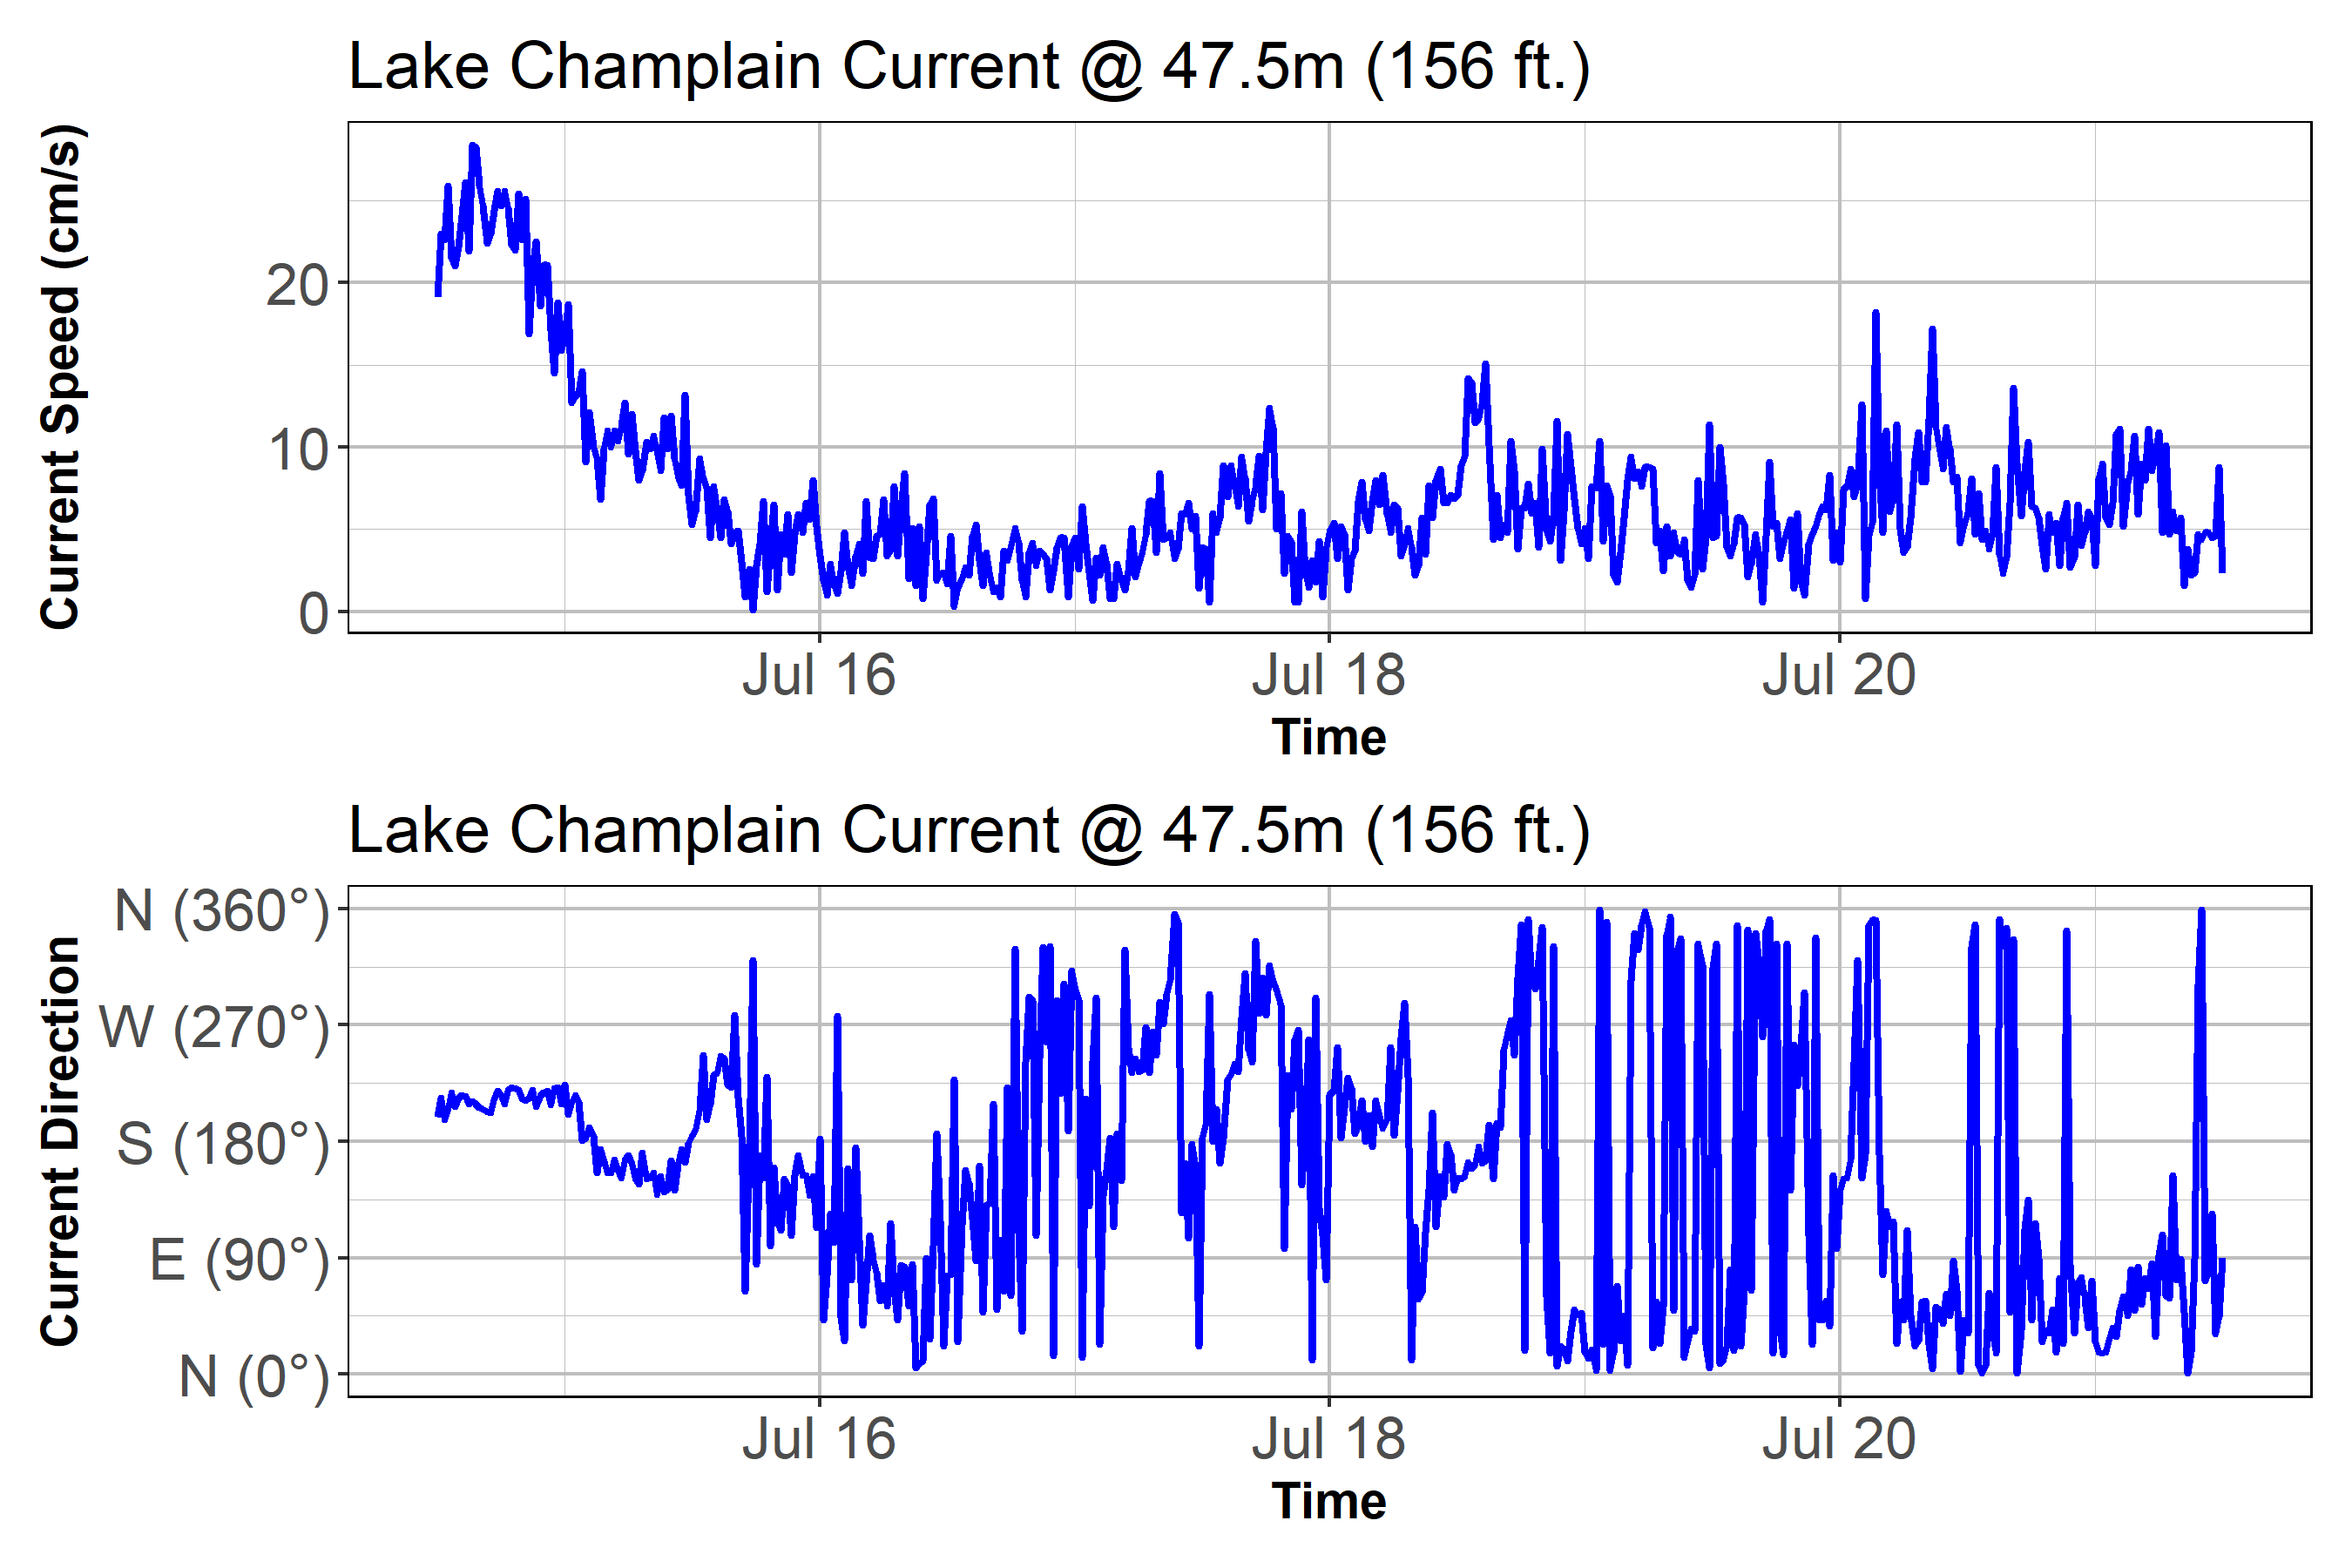 Lake Champlain Current @ 47.5m (156 ft.)
Current Speed (cm/s)
20
10
0
Jul 16 Jul 18 Jul 20
Time
Lake Champlain Current @ 47.5m (156 ft.)
Current Direction
N (360°)
W (270°)
S (180°)
E (90°)
N (0°)
Jul 16 Jul 18 Jul 20
Time